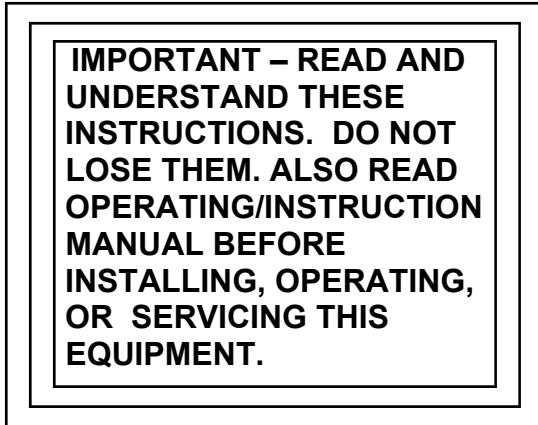 IMPORTANT – READ AND
UNDERSTAND THESE
INSTRUCTIONS.  DO NOT
LOSE THEM. ALSO READ
OPERATING/INSTRUCTION
MANUAL BEFORE
INSTALLING, OPERATING,
OR  SERVICING THIS
EQUIPMENT.